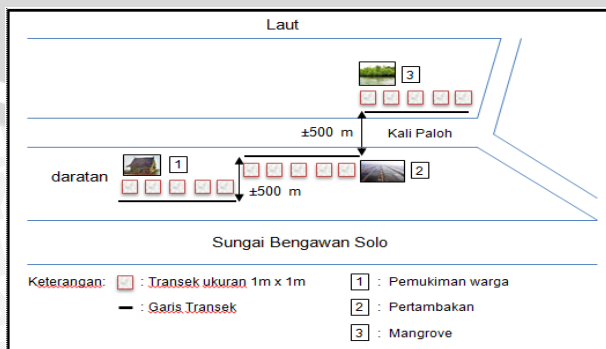 Laut
3
±500 m
Kali Paloh
1
daratan
2
±500 m
Sungai Bengawan Solo
Keterangan: : Transek ukuran 1m x 1m
1 : Pemukiman warga
: Garis Transek
2 : Pertambakan
3 : Mangrove